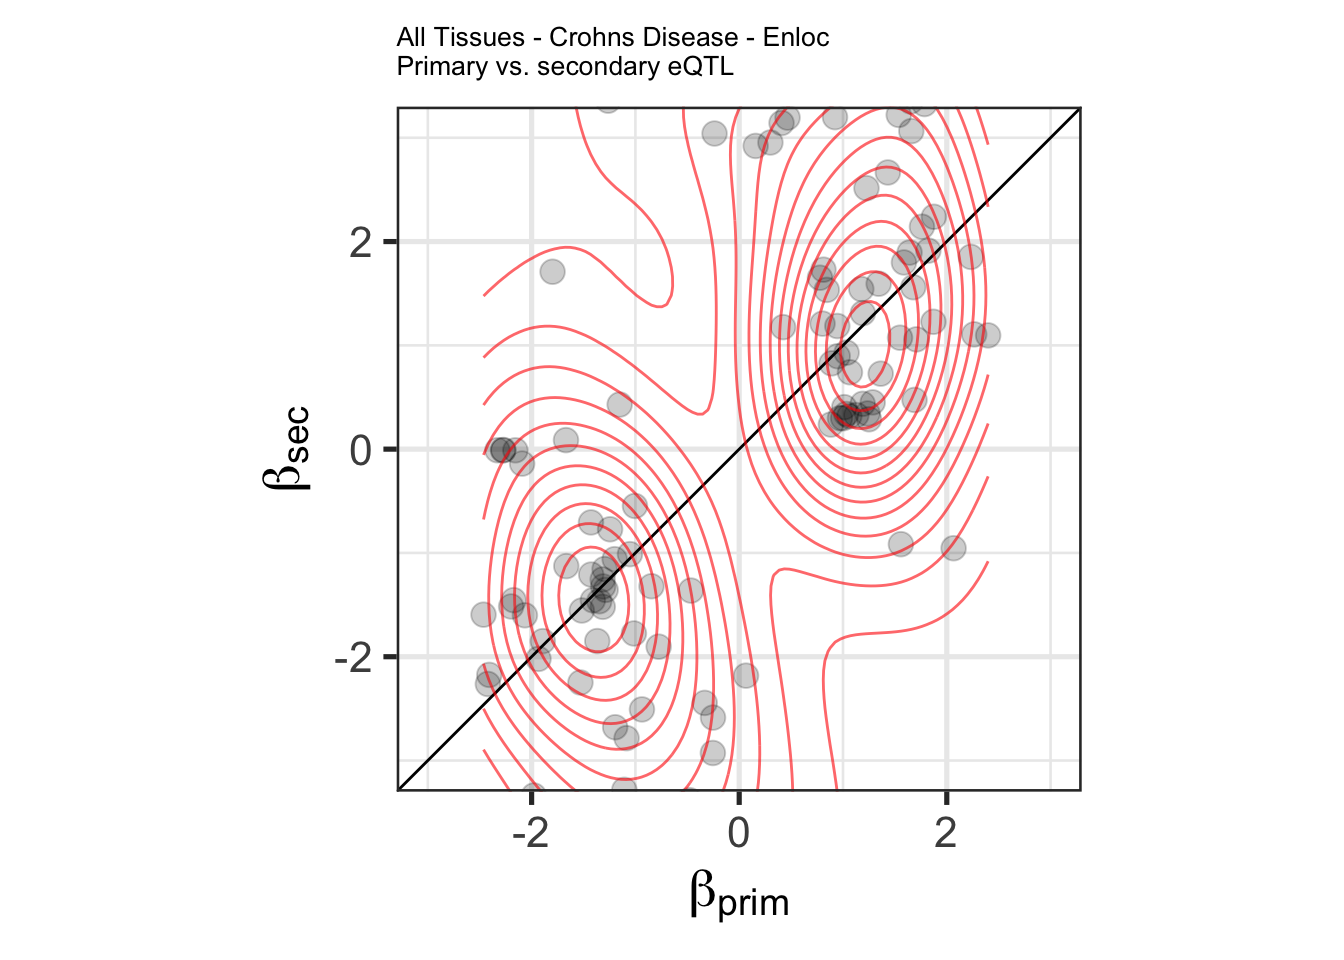 All Tissues - Crohns Disease - Enloc
Primary vs. secondary eQTL
2
0
-2
βsec
-2
0
2
βprim